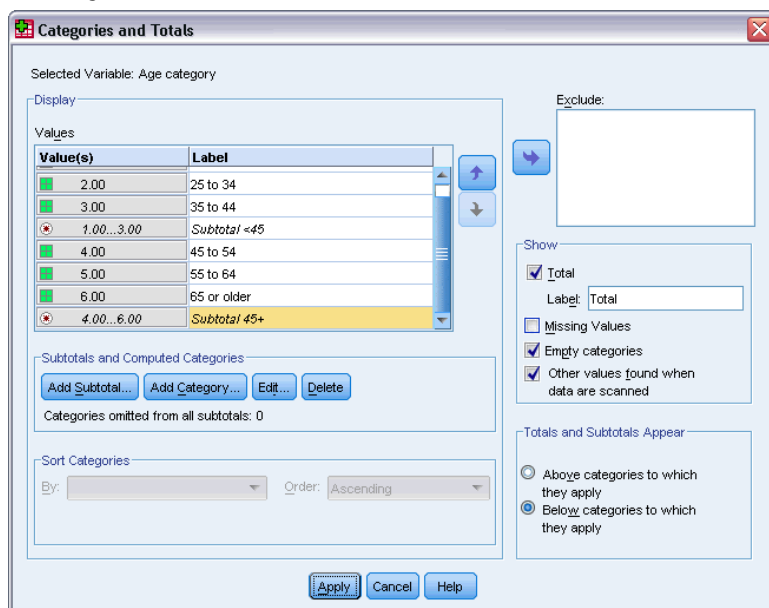 Categories and Totals
Selected Variable: Age category
Display
Values
Value(s) Label
2.00 25 to 34
3.00 35 to 44
1.00...3.00 Subtotal <45
4.00 45 to 54
5.00 55 to 64
6.00 65 or older
4.00...6.00 Subtotal 45+
Subtotals and Computed Categories
Add Subtotal... Add Category... Edit... Delete
Categories omitted from all subtotals: 0
Sort Categories
By: Order: Ascending
Exclude:
Show
Total
Label: Total
Missing Values
Empty categories
Other values found when
data are scanned
Totals and Subtotals Appear
Above categories to which
they apply
Below categories to which
they apply
Apply Cancel Help